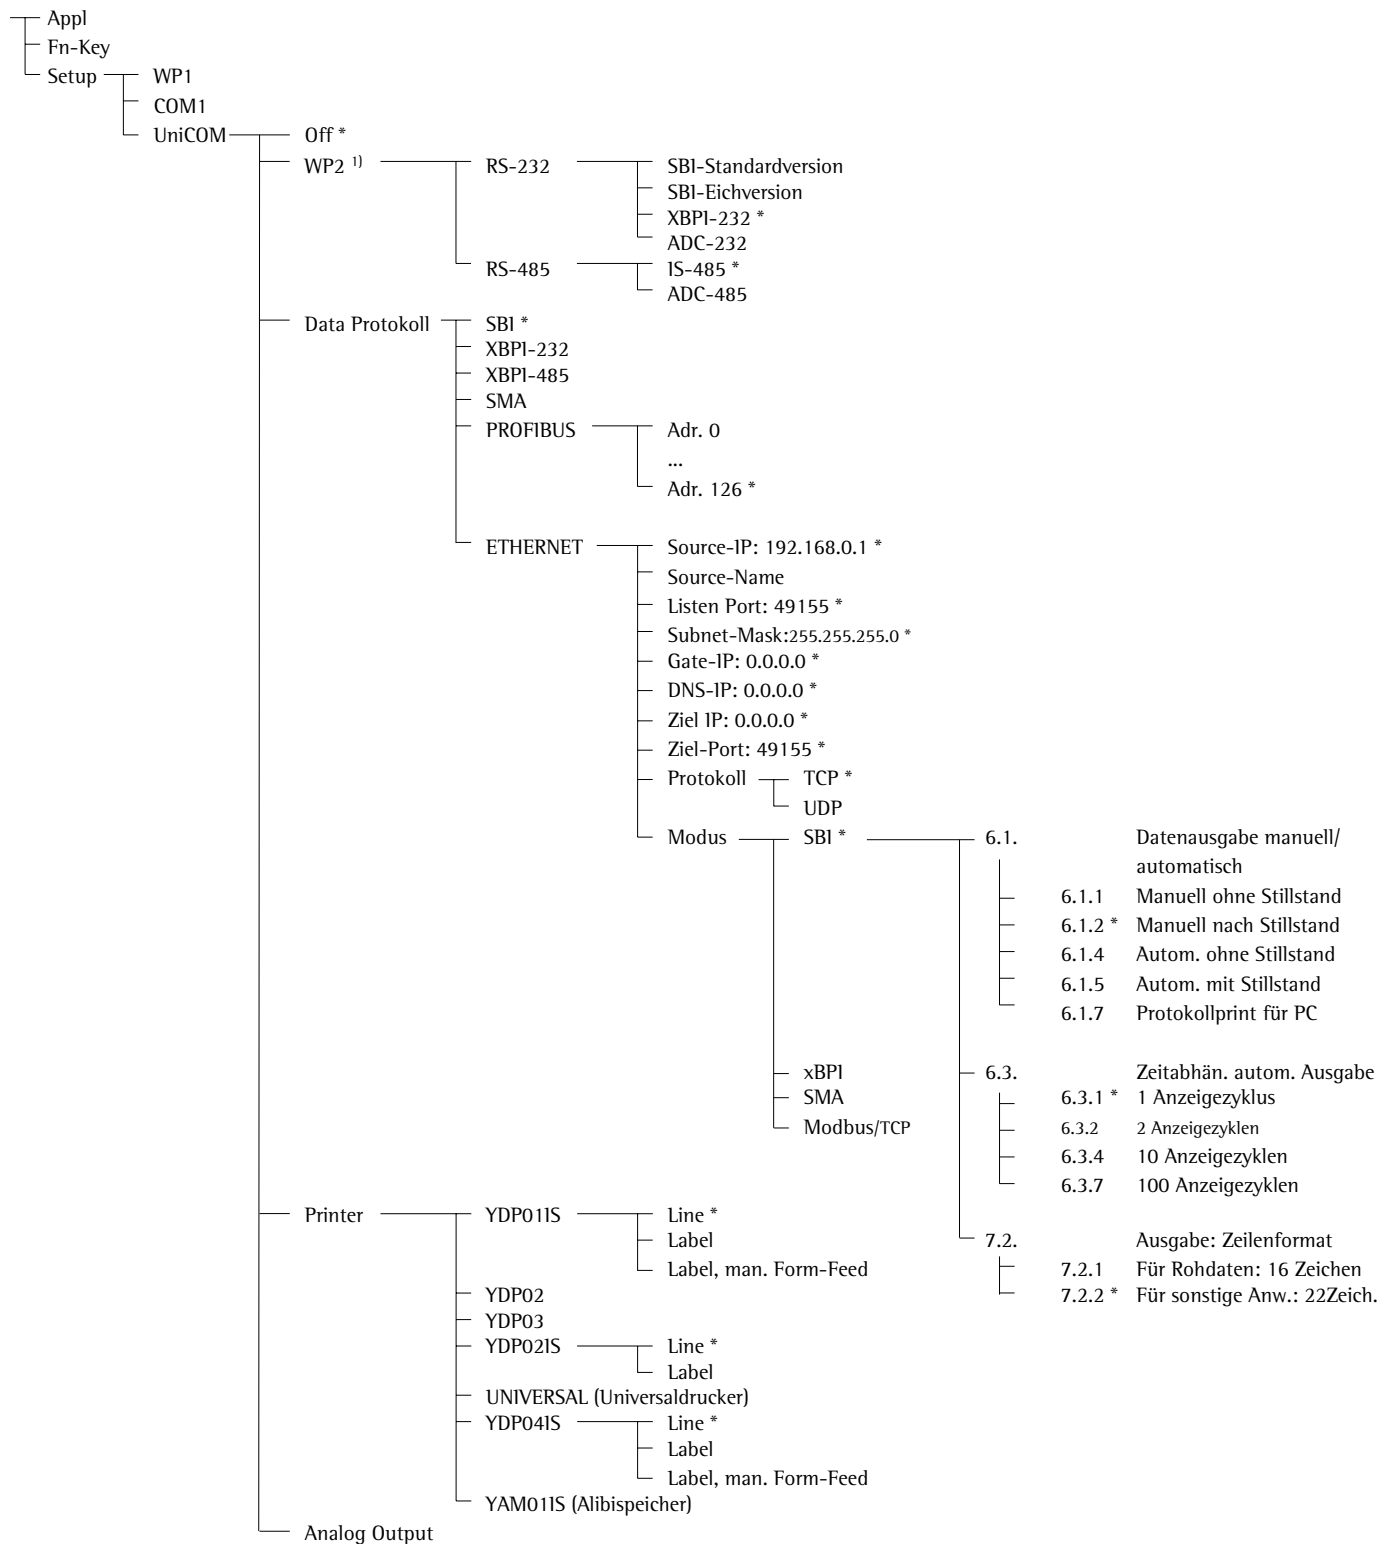 Appl
Fn-Key
Setup WP1
COM1
UniCOM Off *
WP2 1) RS-232 SBI-Standardversion
SBI-Eichversion
XBPI-232 *
ADC-232
RS-485 IS-485 *
ADC-485
Data Protokoll SBI *
XBPI-232
XBPI-485
SMA
PROFIBUS Adr. 0
...
Adr. 126 *
ETHERNET Source-IP: 192.168.0.1 *
Source-Name
Listen Port: 49155 *
Subnet-Mask:255.255.255.0 *
Gate-IP: 0.0.0.0 *
DNS-IP: 0.0.0.0 *
Ziel IP: 0.0.0.0 *
Ziel-Port: 49155 *
Protokoll TCP *
UDP
Modus SBI * 6.1. Datenausgabe manuell/
automatisch
6.1.1 Manuell ohne Stillstand
6.1.2 * Manuell nach Stillstand
6.1.4 Autom. ohne Stillstand
6.1.5 Autom. mit Stillstand
6.1.7 Protokollprint für PC
xBPI 6.3. Zeitabhän. autom. Ausgabe
SMA 6.3.1 * 1 Anzeigezyklus
Modbus/TCP 6.3.2 2 Anzeigezyklen
6.3.4 10 Anzeigezyklen
6.3.7 100 Anzeigezyklen
Printer YDP01IS Line *
Label 7.2. Ausgabe: Zeilenformat
Label, man. Form-Feed 7.2.1 Für Rohdaten: 16 Zeichen
YDP02 7.2.2 * Für sonstige Anw.: 22Zeich.
YDP03
YDP02IS Line *
Label
UNIVERSAL (Universaldrucker)
YDP04IS Line *
Label
Label, man. Form-Feed
YAM01IS (Alibispeicher)
Analog Output